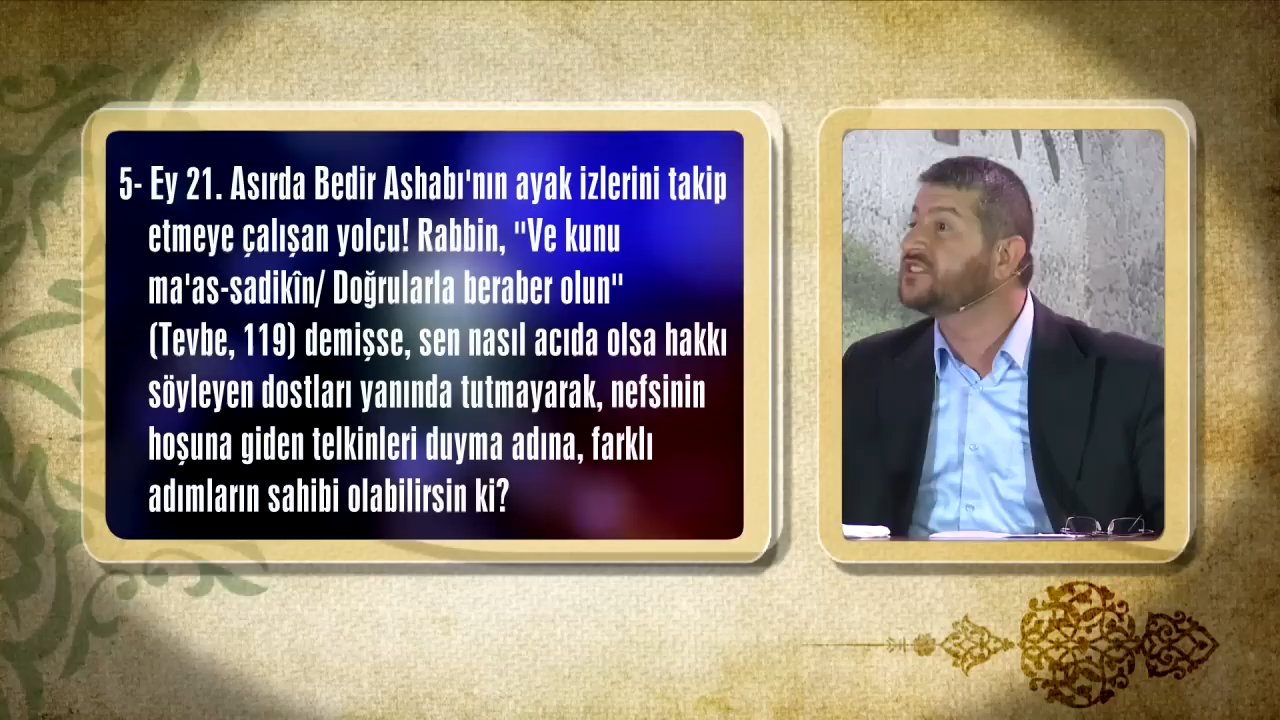 5- Ey 21. Asırda Bedir Ashabı'nın ayak izlerini takip
etmeye çalışan yolcu! Rabbin, "Ve kunu
ma'as-sadikîn/ Doğrularla beraber olun"
(Tevbe, 119) demişse, sen nasıl acıda olsa hakkı
söyleyen dostları yanında tutmayarak, nefsinin
hoşuna giden telkinleri duyma adına, farklı
adımların sahibi olabilirsin ki?